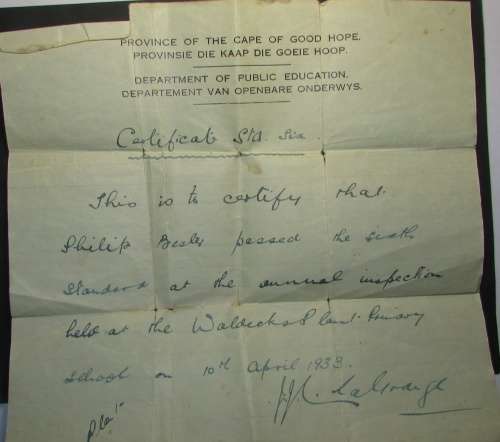 PROVINCE OF THE CAPE OF GOOD HOPE.
PROVINSIE DIE KAAP DIE GOEIE HOOP.
DEPARTMENT OF PUBLIC EDUCATION.
DEPARTEMENT VAN OPENBARE ONDERWYS.
Certificate Std. Six.
This is to certify that
Philip passed the sixth
standard at the annual inspection
held at the Waldecks Plant Primary
School on 10th April 1933.
LaGrange